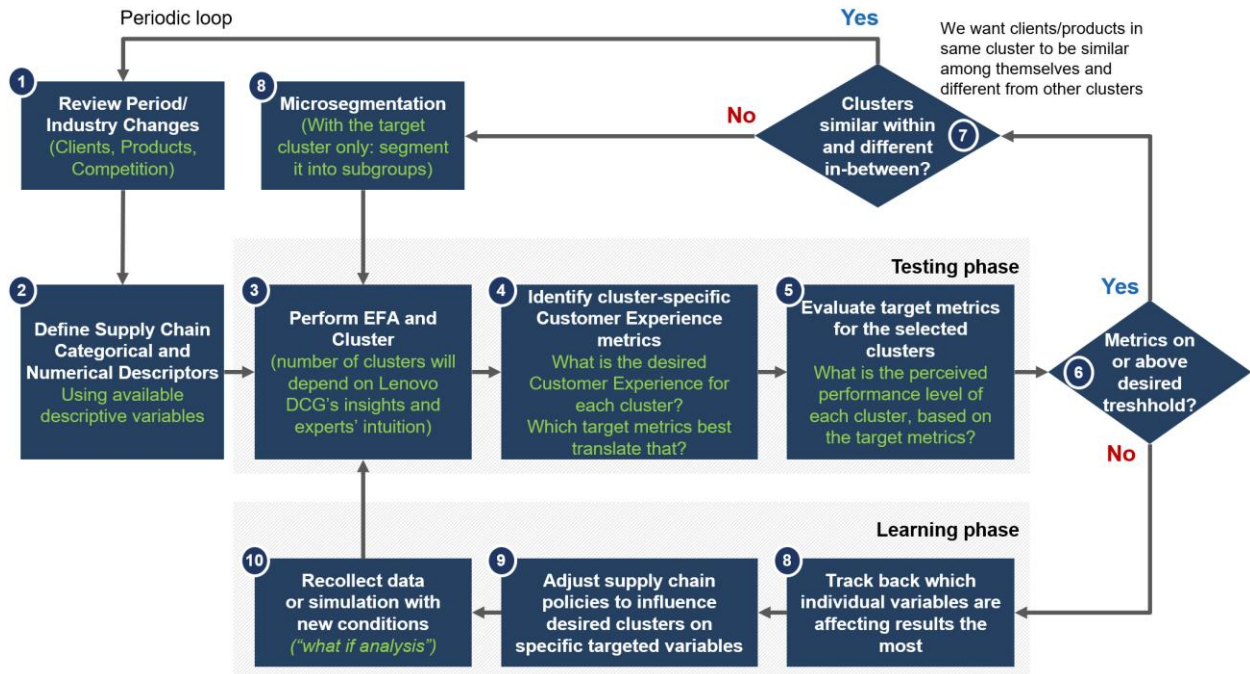 Periodic loop
Yes
We want clients/products in
same cluster to be similar
among themselves and
different from other clusters
1
Review Period/
Industry Changes
(Clients, Products,
Competition)
8
Microsegmentation
(With the target
cluster only: segment
it into subgroups)
No
Clusters
similar within
and different
in-between?
7
Testing phase
2
Define Supply Chain
Categorical and
Numerical Descriptors
Using available
descriptive variables
3
Perform EFA and
Cluster
(number of clusters will
depend on Lenovo
DCG's insights and
experts' intuition)
4
Identify cluster-specific
Customer Experience
metrics
What is the desired
Customer Experience for
each cluster?
Which target metrics best
translate that?
5
Evaluate target metrics
for the selected
clusters
What is the perceived
performance level of
each cluster, based on
the target metrics?
Yes
6
Metrics on
or above
desired
treshhold?
No
Learning phase
10
Recollect data
or simulation with
new conditions
("what if analysis")
9
Adjust supply chain
policies to influence
desired clusters on
specific targeted variables
8
Track back which
individual variables are
affecting results the
most